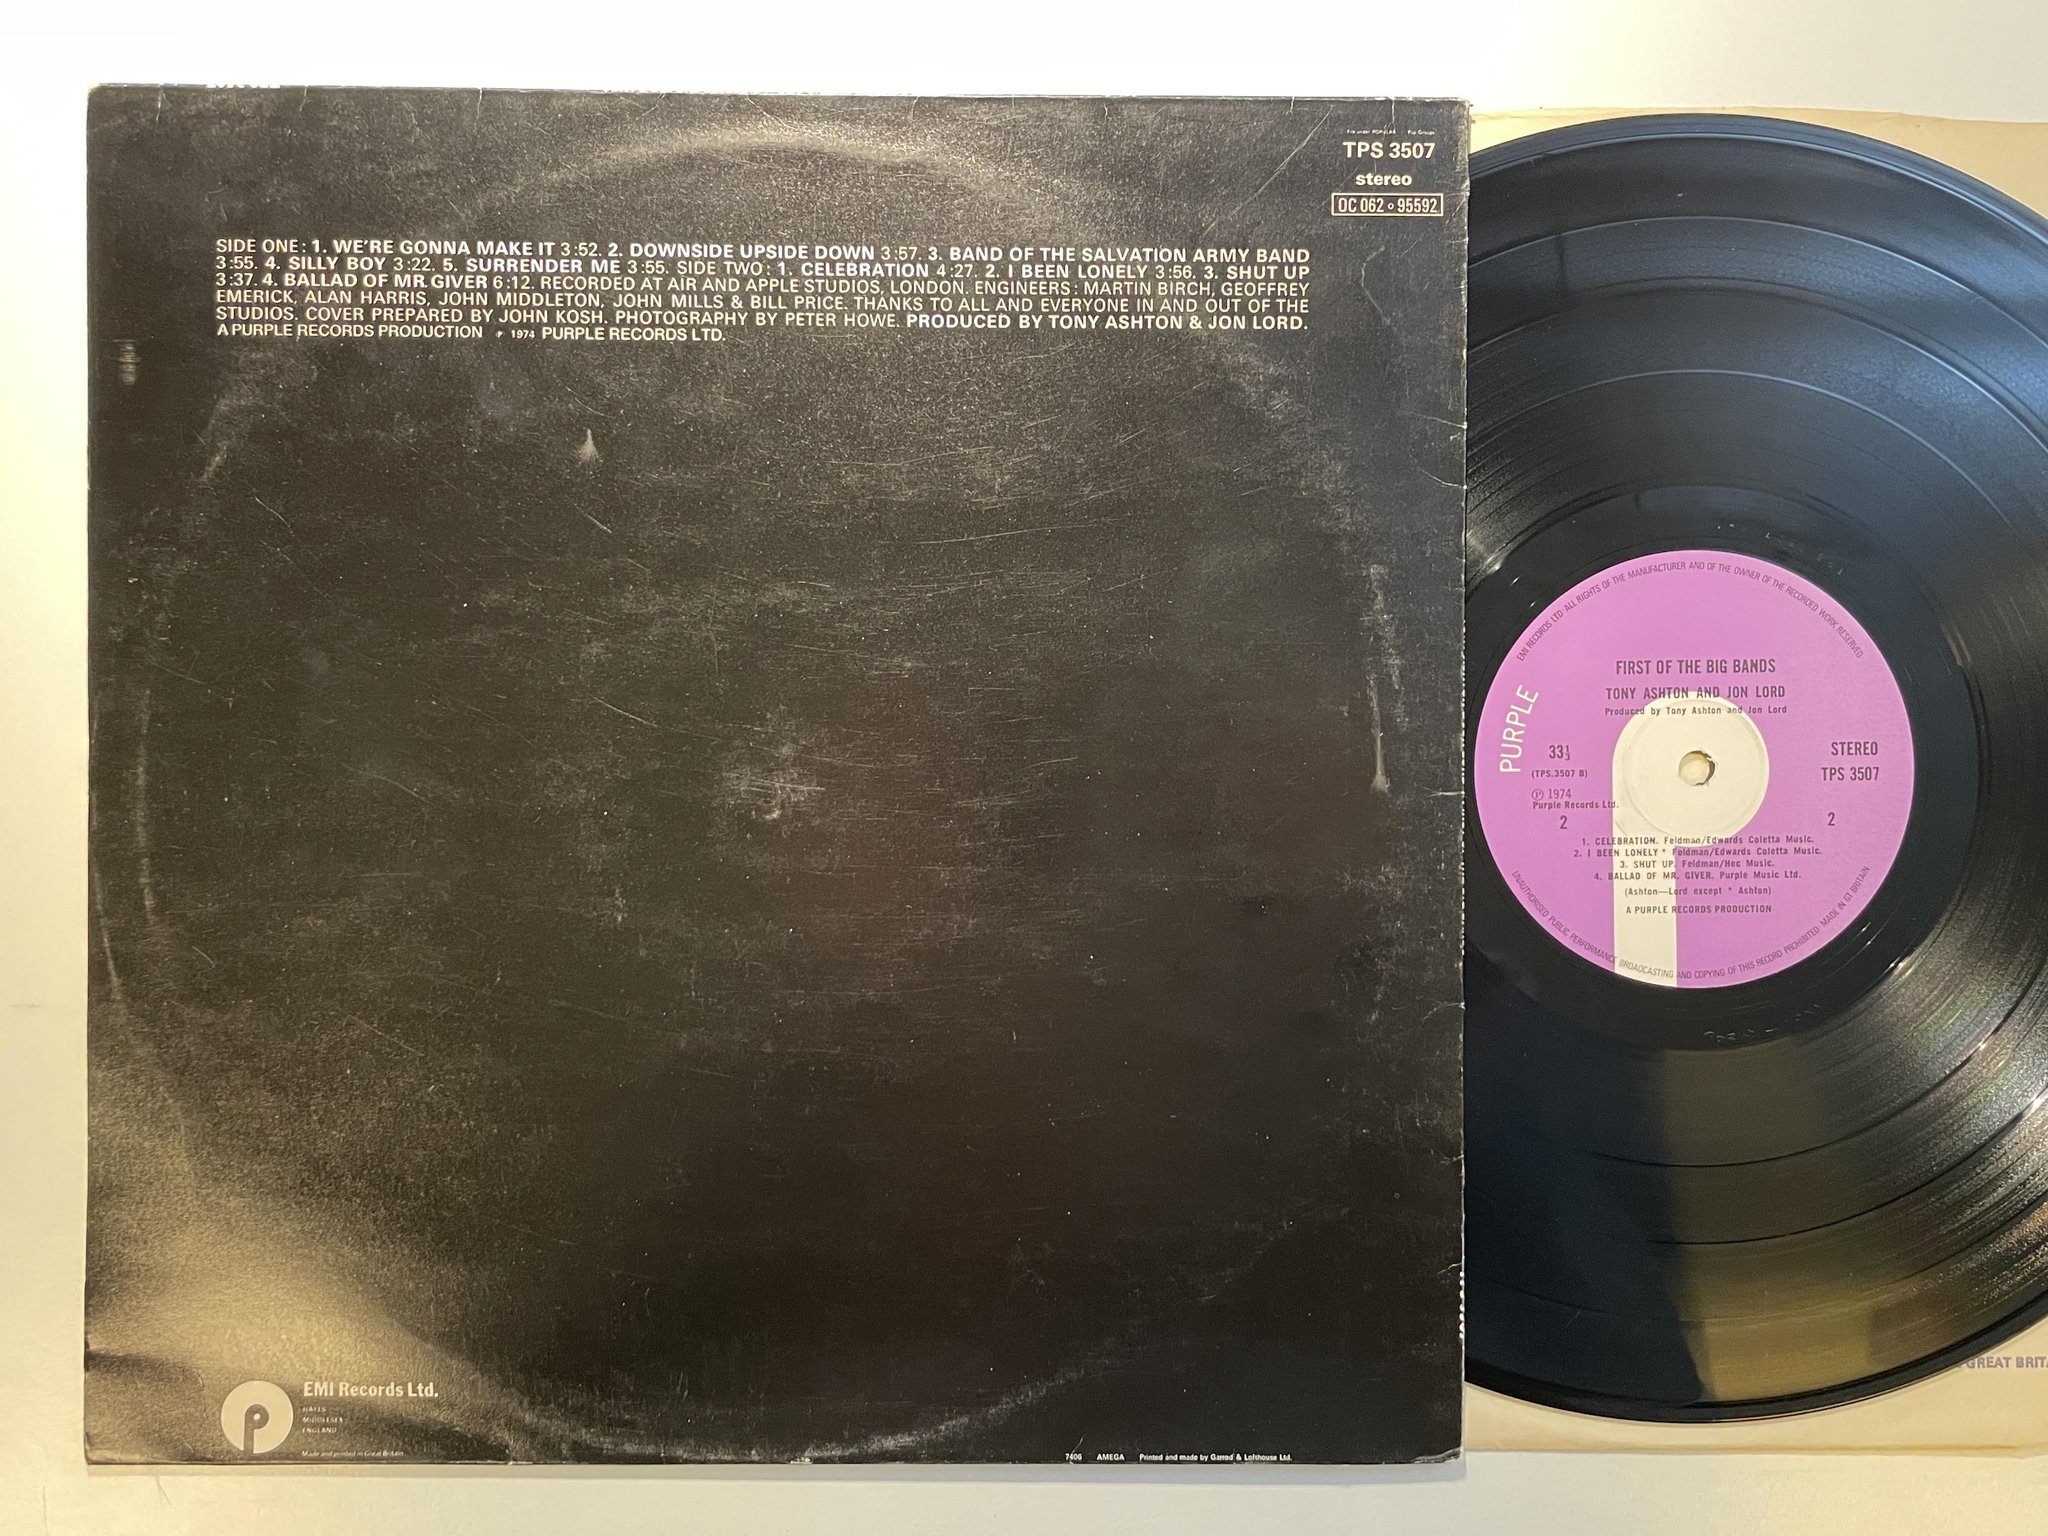 File under POPULAR Pop Groups
TPS 3507
stereo
OC 062 o 95592
SIDE ONE: 1. WE'RE GONNA MAKE IT 3:52. 2. DOWNSIDE UPSIDE DOWN 3:57. 3. BAND OF THE SALVATION ARMY BAND
3:55. 4. SILLY BOY 3:22. 5. SURRENDER ME 3:55. SIDE TWO: 1. CELEBRATION 4:27. 2. I BEEN LONELY 3:56. 3. SHUT UP
3:37. 4. BALLAD OF MR. GIVER 6:12. RECORDED AT AIR AND APPLE STUDIOS, LONDON. ENGINEERS: MARTIN BIRCH, GEOFFREY
EMERICK, ALAN HARRIS, JOHN MIDDLETON, JOHN MILLS & BILL PRICE. THANKS TO ALL AND EVERYONE IN AND OUT OF THE
STUDIOS. COVER PREPARED BY JOHN KOSH. PHOTOGRAPHY BY PETER HOWE. PRODUCED BY TONY ASHTON & JON LORD.
A PURPLE RECORDS PRODUCTION ℗ 1974 PURPLE RECORDS LTD.
EMI Records Ltd.
HAYES
MIDDLESEX
ENGLAND
Made and printed in Great Britain
7406 AMEGA Printed and made by Garrod & Lofthouse Ltd.
EMI RECORDS LTD ALL RIGHTS OF THE MANUFACTURER AND OF THE OWNER OF THE RECORDED WORK RESERVED
FIRST OF THE BIG BANDS
TONY ASHTON AND JON LORD
Produced by Tony Ashton and Jon Lord
PURPLE
33⅓
STEREO
(TPS.3507 B)
TPS 3507
℗ 1974
Purple Records Ltd.
2
2
1. CELEBRATION. Feldman/Edwards Coletta Music.
2. I BEEN LONELY * Feldman/Edwards Coletta Music.
3. SHUT UP. Feldman/Hec Music.
4. BALLAD OF MR. GIVER. Purple Music Ltd.
(Ashton—Lord except * Ashton)
A PURPLE RECORDS PRODUCTION
UNAUTHORISED PUBLIC PERFORMANCE BROADCASTING AND COPYING OF THIS RECORD PROHIBITED · MADE IN GT BRITAIN
GREAT BRITA